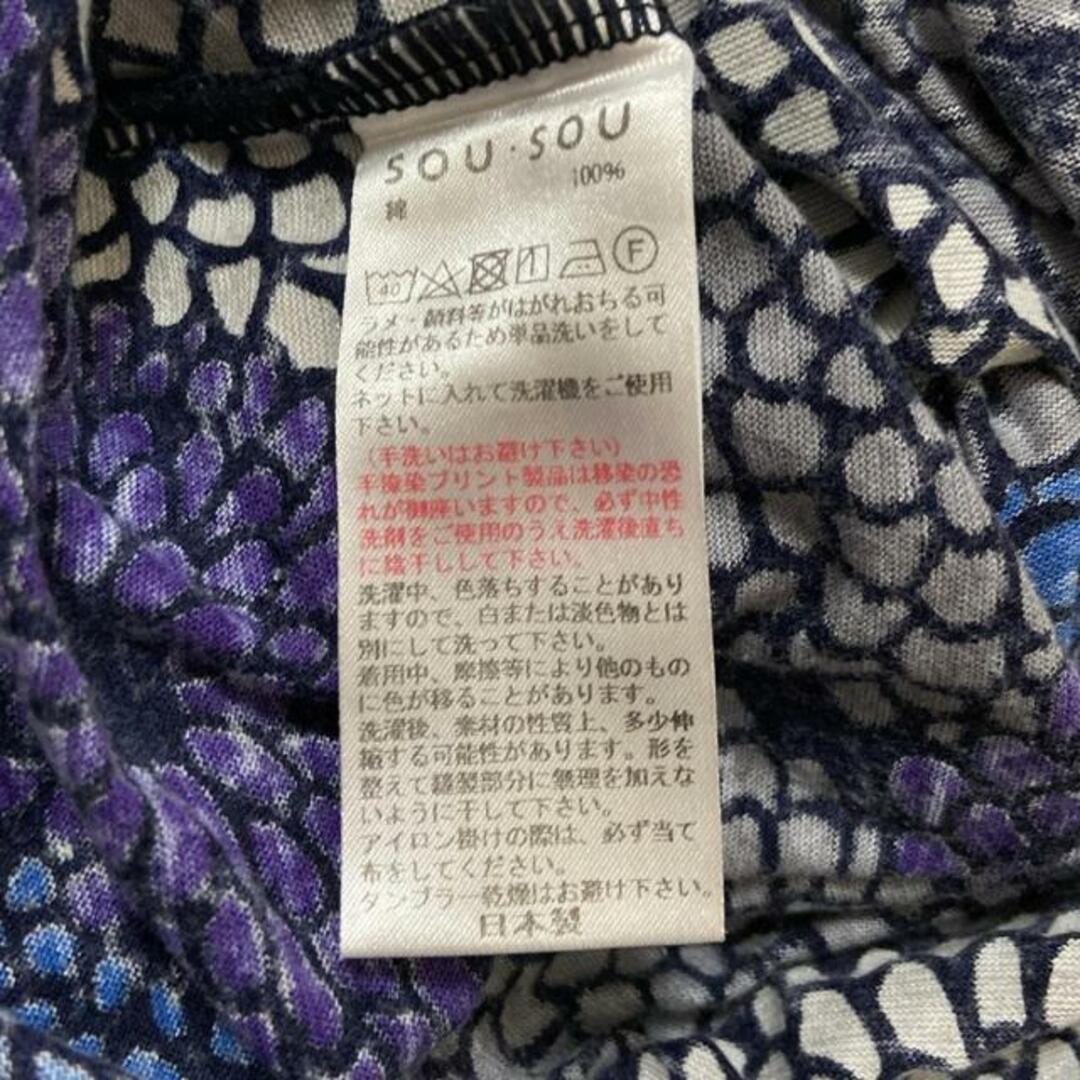 SOU・SOU
綿 100%
40 F
ラメ・顔料等がはがれおちる可
能性があるため単品洗いをして
ください。
ネットに入れて洗濯機をご使用
下さい。
（手洗いはお避け下さい）
手捺染プリント製品は移染の恐
れが御座いますので、必ず中性
洗剤をご使用のうえ洗濯後直ち
に陰干しして下さい。
洗濯中、色落ちすることがあり
ますので、白または淡色物とは
別にして洗って下さい。
着用中、摩擦等により他のもの
に色が移ることがあります。
洗濯後、素材の性質上、多少伸
縮する可能性があります。形を
整えて縫製部分に無理を加えな
いように干して下さい。
アイロン掛けの際は、必ず当て
布をしてください。
タンブラー乾燥はお避け下さい。
日本製